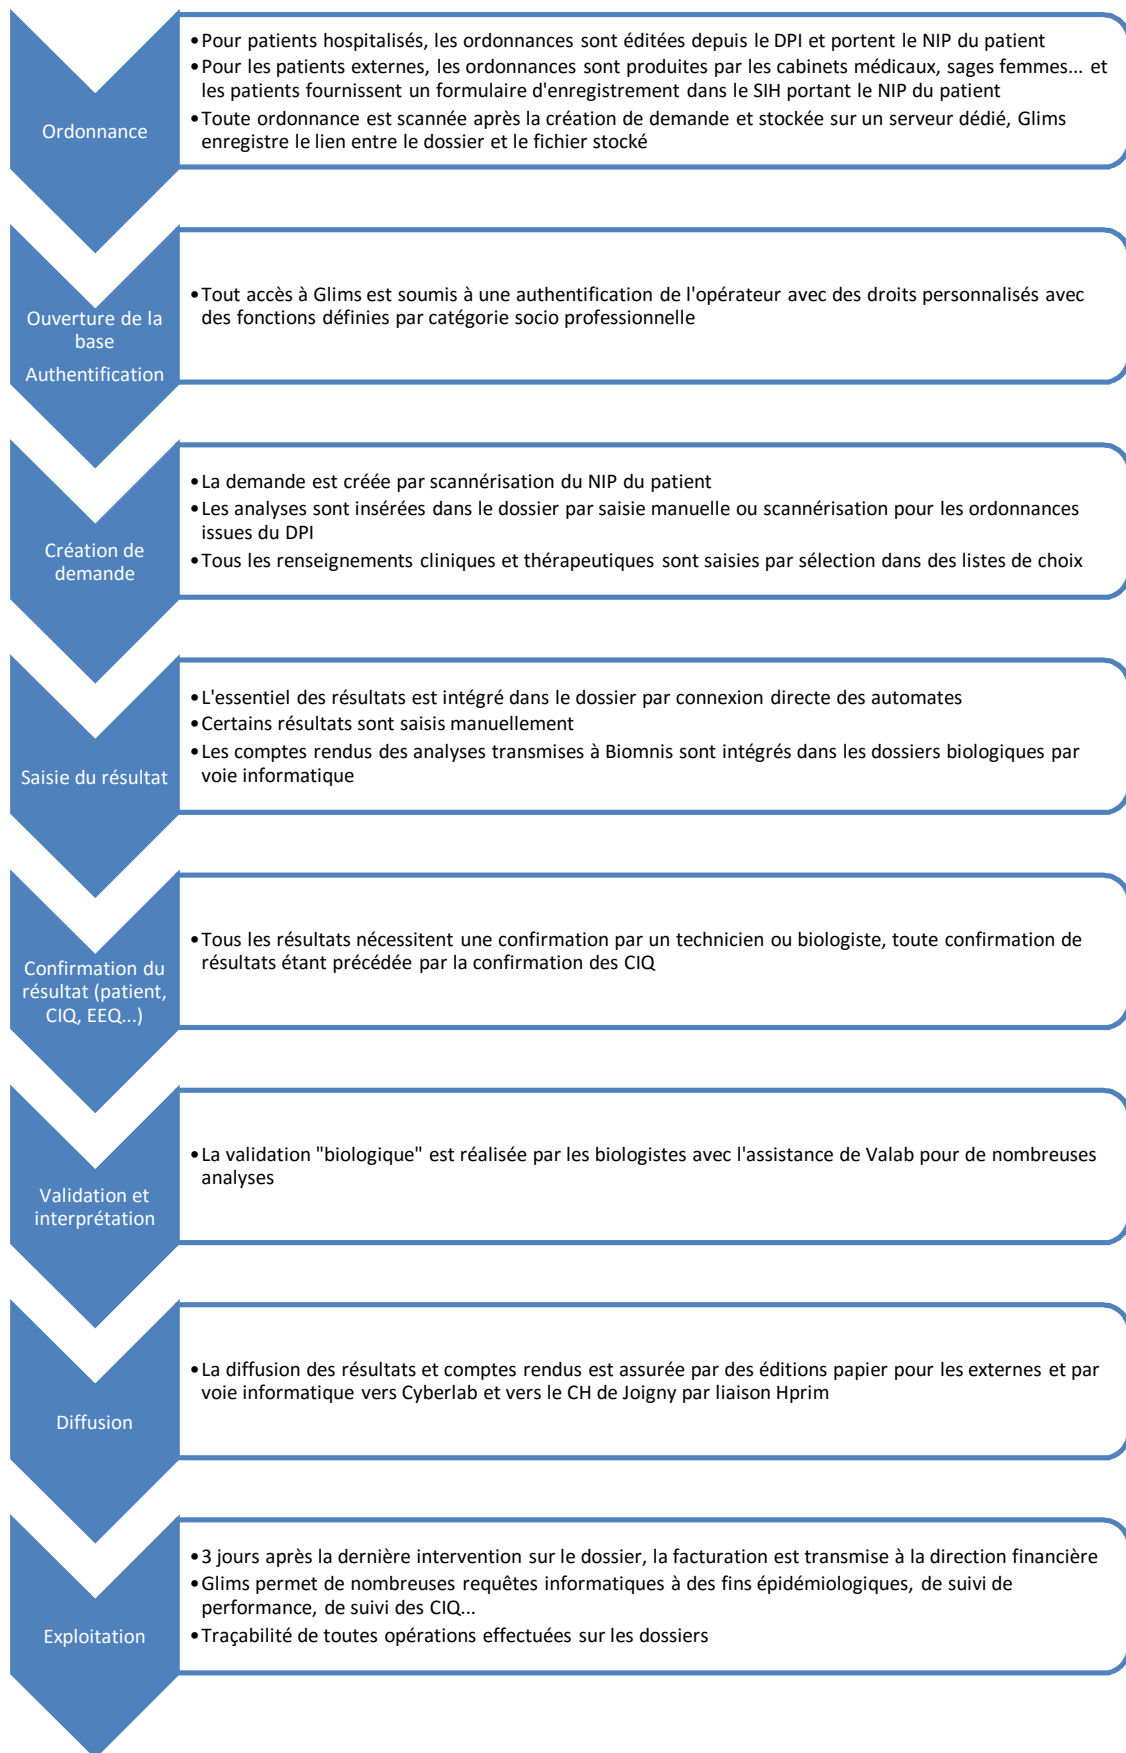 Ordonnance
•Pour patients hospitalisés, les ordonnances sont éditées depuis le DPI et portent le NIP du patient
•Pour les patients externes, les ordonnances sont produites par les cabinets médicaux, sages femmes... et
les patients fournissent un formulaire d'enregistrement dans le SIH portant le NIP du patient
•Toute ordonnance est scannée après la création de demande et stockée sur un serveur dédié, Glims
enregistre le lien entre le dossier et le fichier stocké
Ouverture de la
base
Authentification
•Tout accès à Glims est soumis à une authentification de l'opérateur avec des droits personnalisés avec
des fonctions définies par catégorie socio professionnelle
Création de
demande
•La demande est créée par scannérisation du NIP du patient
•Les analyses sont insérées dans le dossier par saisie manuelle ou scannérisation pour les ordonnances
issues du DPI
•Tous les renseignements cliniques et thérapeutiques sont saisies par sélection dans des listes de choix
Saisie du résultat
•L'essentiel des résultats est intégré dans le dossier par connexion directe des automates
•Certains résultats sont saisis manuellement
•Les comptes rendus des analyses transmises à Biomnis sont intégrés dans les dossiers biologiques par
voie informatique
Confirmation du
résultat (patient,
CIQ, EEQ...)
•Tous les résultats nécessitent une confirmation par un technicien ou biologiste, toute confirmation de
résultats étant précédée par la confirmation des CIQ
Validation et
interprétation
•La validation "biologique" est réalisée par les biologistes avec l'assistance de Valab pour de nombreuses
analyses
Diffusion
•La diffusion des résultats et comptes rendus est assurée par des éditions papier pour les externes et par
voie informatique vers Cyberlab et vers le CH de Joigny par liaison Hprim
Exploitation
•3 jours après la dernière intervention sur le dossier, la facturation est transmise à la direction financière
•Glims permet de nombreuses requêtes informatiques à des fins épidémiologiques, de suivi de
performance, de suivi des CIQ...
•Traçabilité de toutes opérations effectuées sur les dossiers